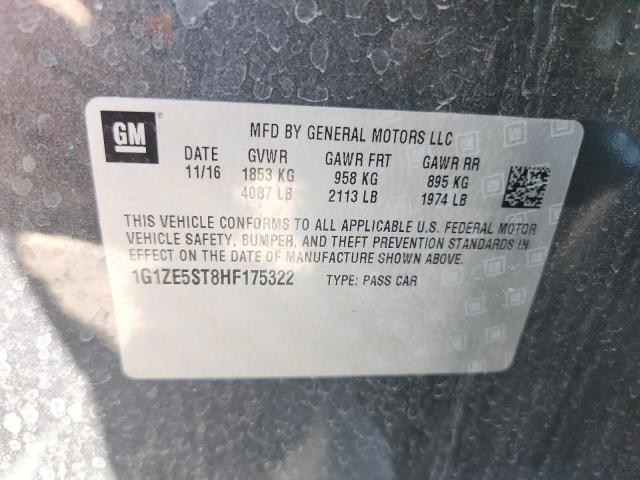 GM
MFD BY GENERAL MOTORS LLC
DATE GVWR GAWR FRT GAWR RR
11/16 1853 KG 958 KG 895 KG
4087 LB 2113 LB 1974 LB
THIS VEHICLE CONFORMS TO ALL APPLICABLE U.S. FEDERAL MOTOR
VEHICLE SAFETY, BUMPER, AND THEFT PREVENTION STANDARDS IN
EFFECT ON THE DATE OF MANUFACTURE SHOWN ABOVE.
1G1ZE5ST8HF175322 TYPE: PASS CAR